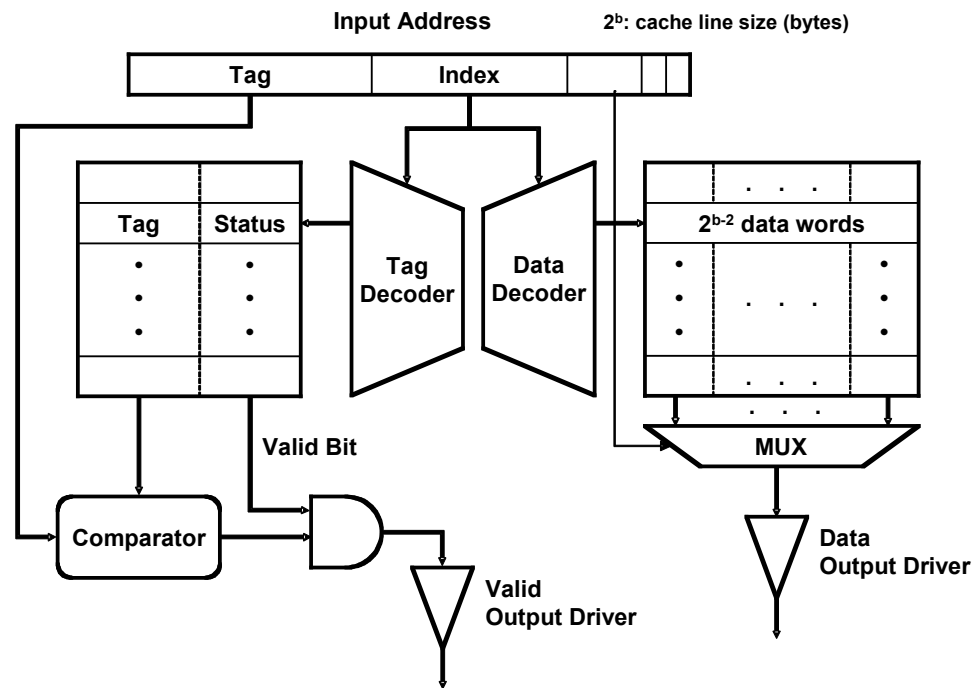 Input Address
2ᵇ: cache line size (bytes)
Tag
Index
. . .
Tag
Status
2ᵇ⁻² data words
Tag
Decoder
Data
Decoder
. . .
. . .
. . .
Valid Bit
MUX
Comparator
Data
Output Driver
Valid
Output Driver